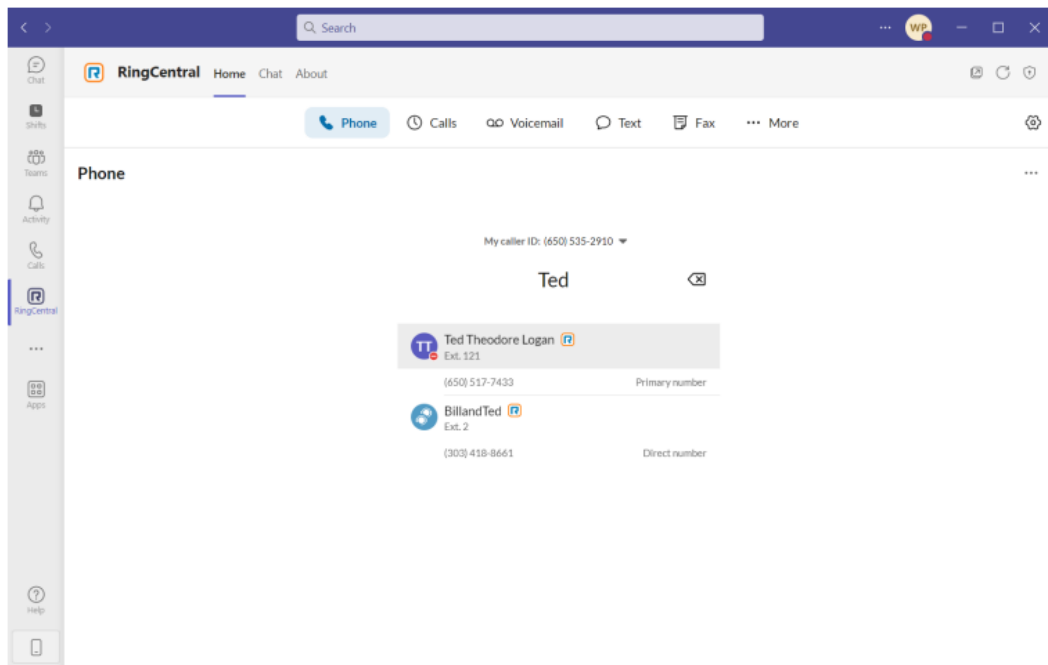 Search
WP
Chat
RingCentral Home Chat About
Shifts
Phone Calls Voicemail Text Fax More
Teams
Phone
Activity
My caller ID: (650) 535-2910
Calls
Ted
RingCentral
TT Ted Theodore Logan
Ext. 121
(650) 517-7433 Primary number
Apps
BillandTed
Ext. 2
(303) 418-8661 Direct number
Help